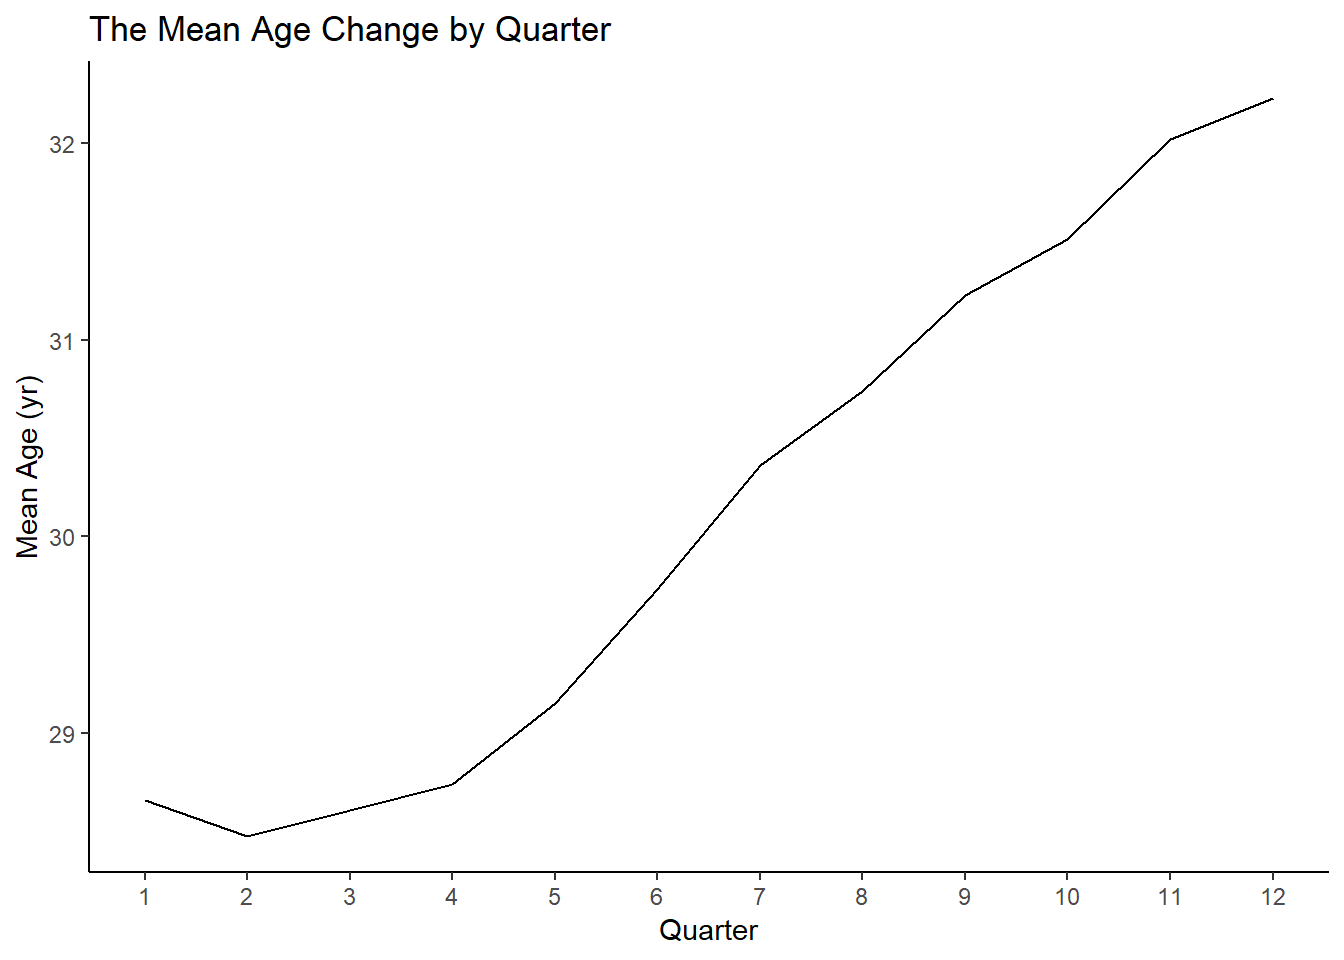 The Mean Age Change by Quarter
32
31
30
29
Mean Age (yr)
1 2 3 4 5 6 7 8 9 10 11 12
Quarter